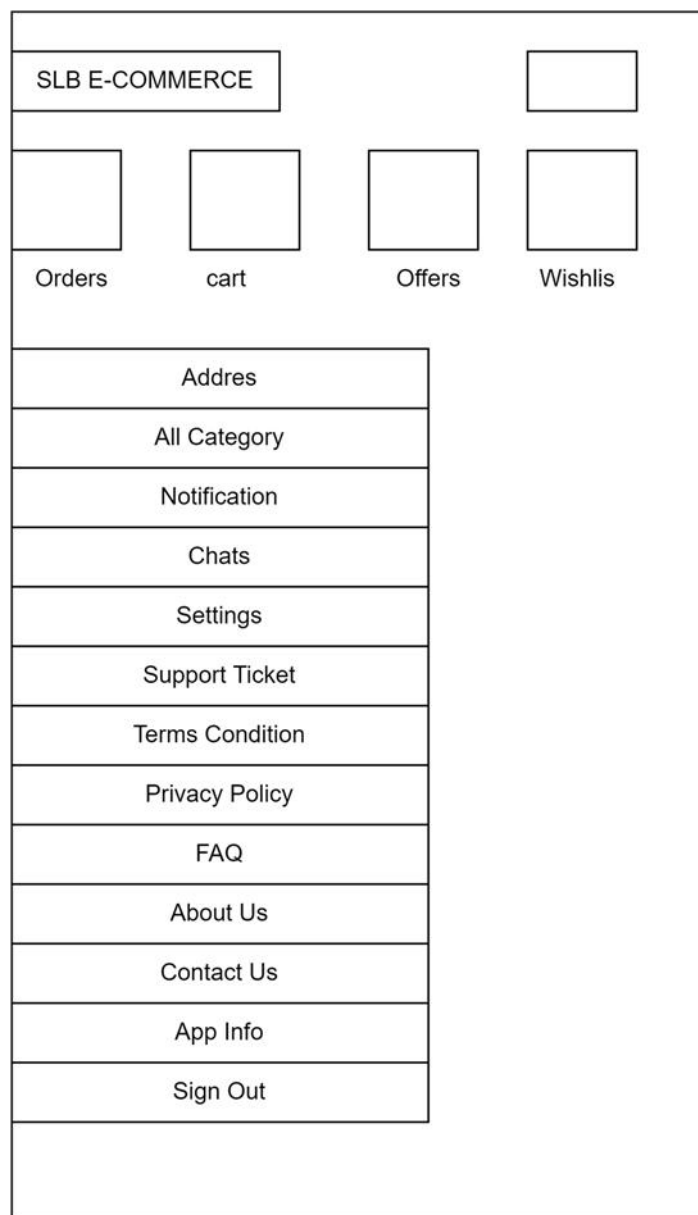 SLB E-COMMERCE
Orders cart Offers Wishlis
Addres
All Category
Notification
Chats
Settings
Support Ticket
Terms Condition
Privacy Policy
FAQ
About Us
Contact Us
App Info
Sign Out